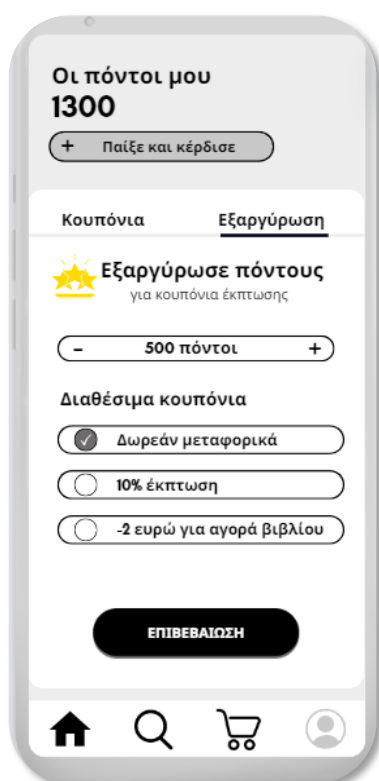 Οι πόντοι μου
1300
+ Παίξε και κέρδισε
Κουπόνια Εξαργύρωση
Εξαργύρωσε πόντους
για κουπόνια έκπτωσης
- 500 πόντοι +
Διαθέσιμα κουπόνια
Δωρεάν μεταφορικά
10% έκπτωση
-2 ευρώ για αγορά βιβλίου
ΕΠΙΒΕΒΑΙΩΣΗ